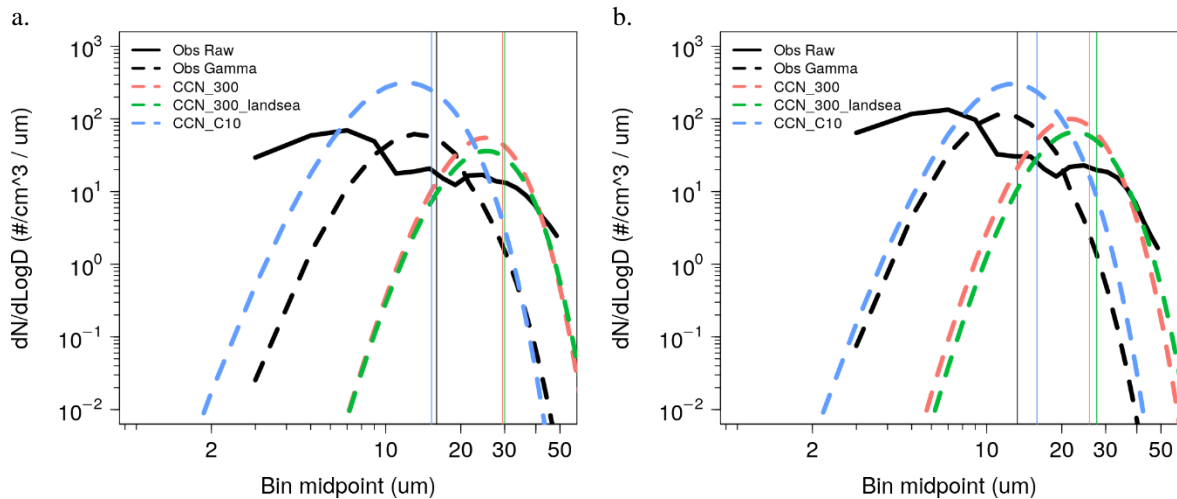 a.
10^3
10^2
10^1
10^0
10^−1
10^−2
dN/dLogD (#/cm^3 / um)
Obs Raw
Obs Gamma
CCN_300
CCN_300_landsea
CCN_C10
2
10
20
30
50
Bin midpoint (um)
b.
10^3
10^2
10^1
10^0
10^−1
10^−2
dN/dLogD (#/cm^3 / um)
Obs Raw
Obs Gamma
CCN_300
CCN_300_landsea
CCN_C10
2
10
20
30
50
Bin midpoint (um)